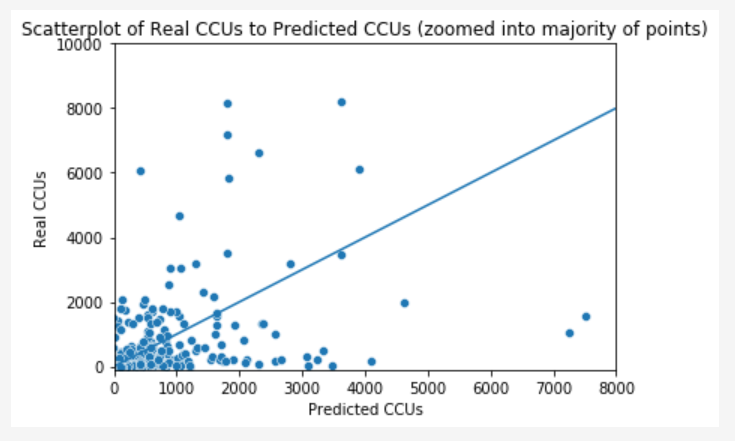 Scatterplot of Real CCUs to Predicted CCUs (zoomed into majority of points)
10000
8000
6000
4000
2000
0
Real CCUs
0 1000 2000 3000 4000 5000 6000 7000 8000
Predicted CCUs